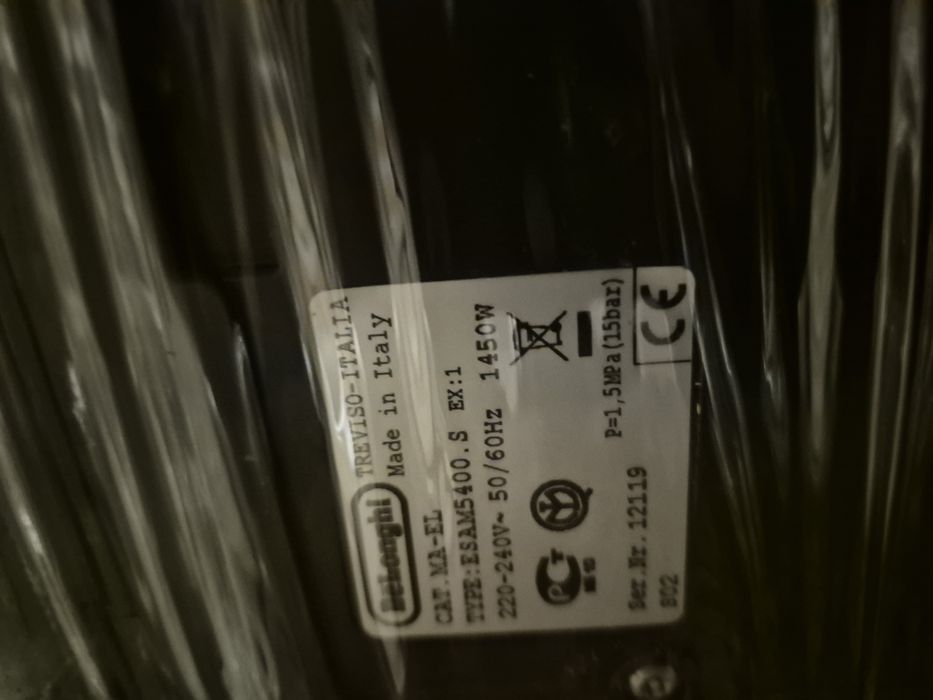 DeLonghi TREVISO-ITALIA
Made in Italy
CAT.MA-EL
TYPE:ESAM5400.S EX:1
220-240V~ 50/60Hz 1450W
P=1,5MPa(15bar)
Ser.Nr.12119
802
CE